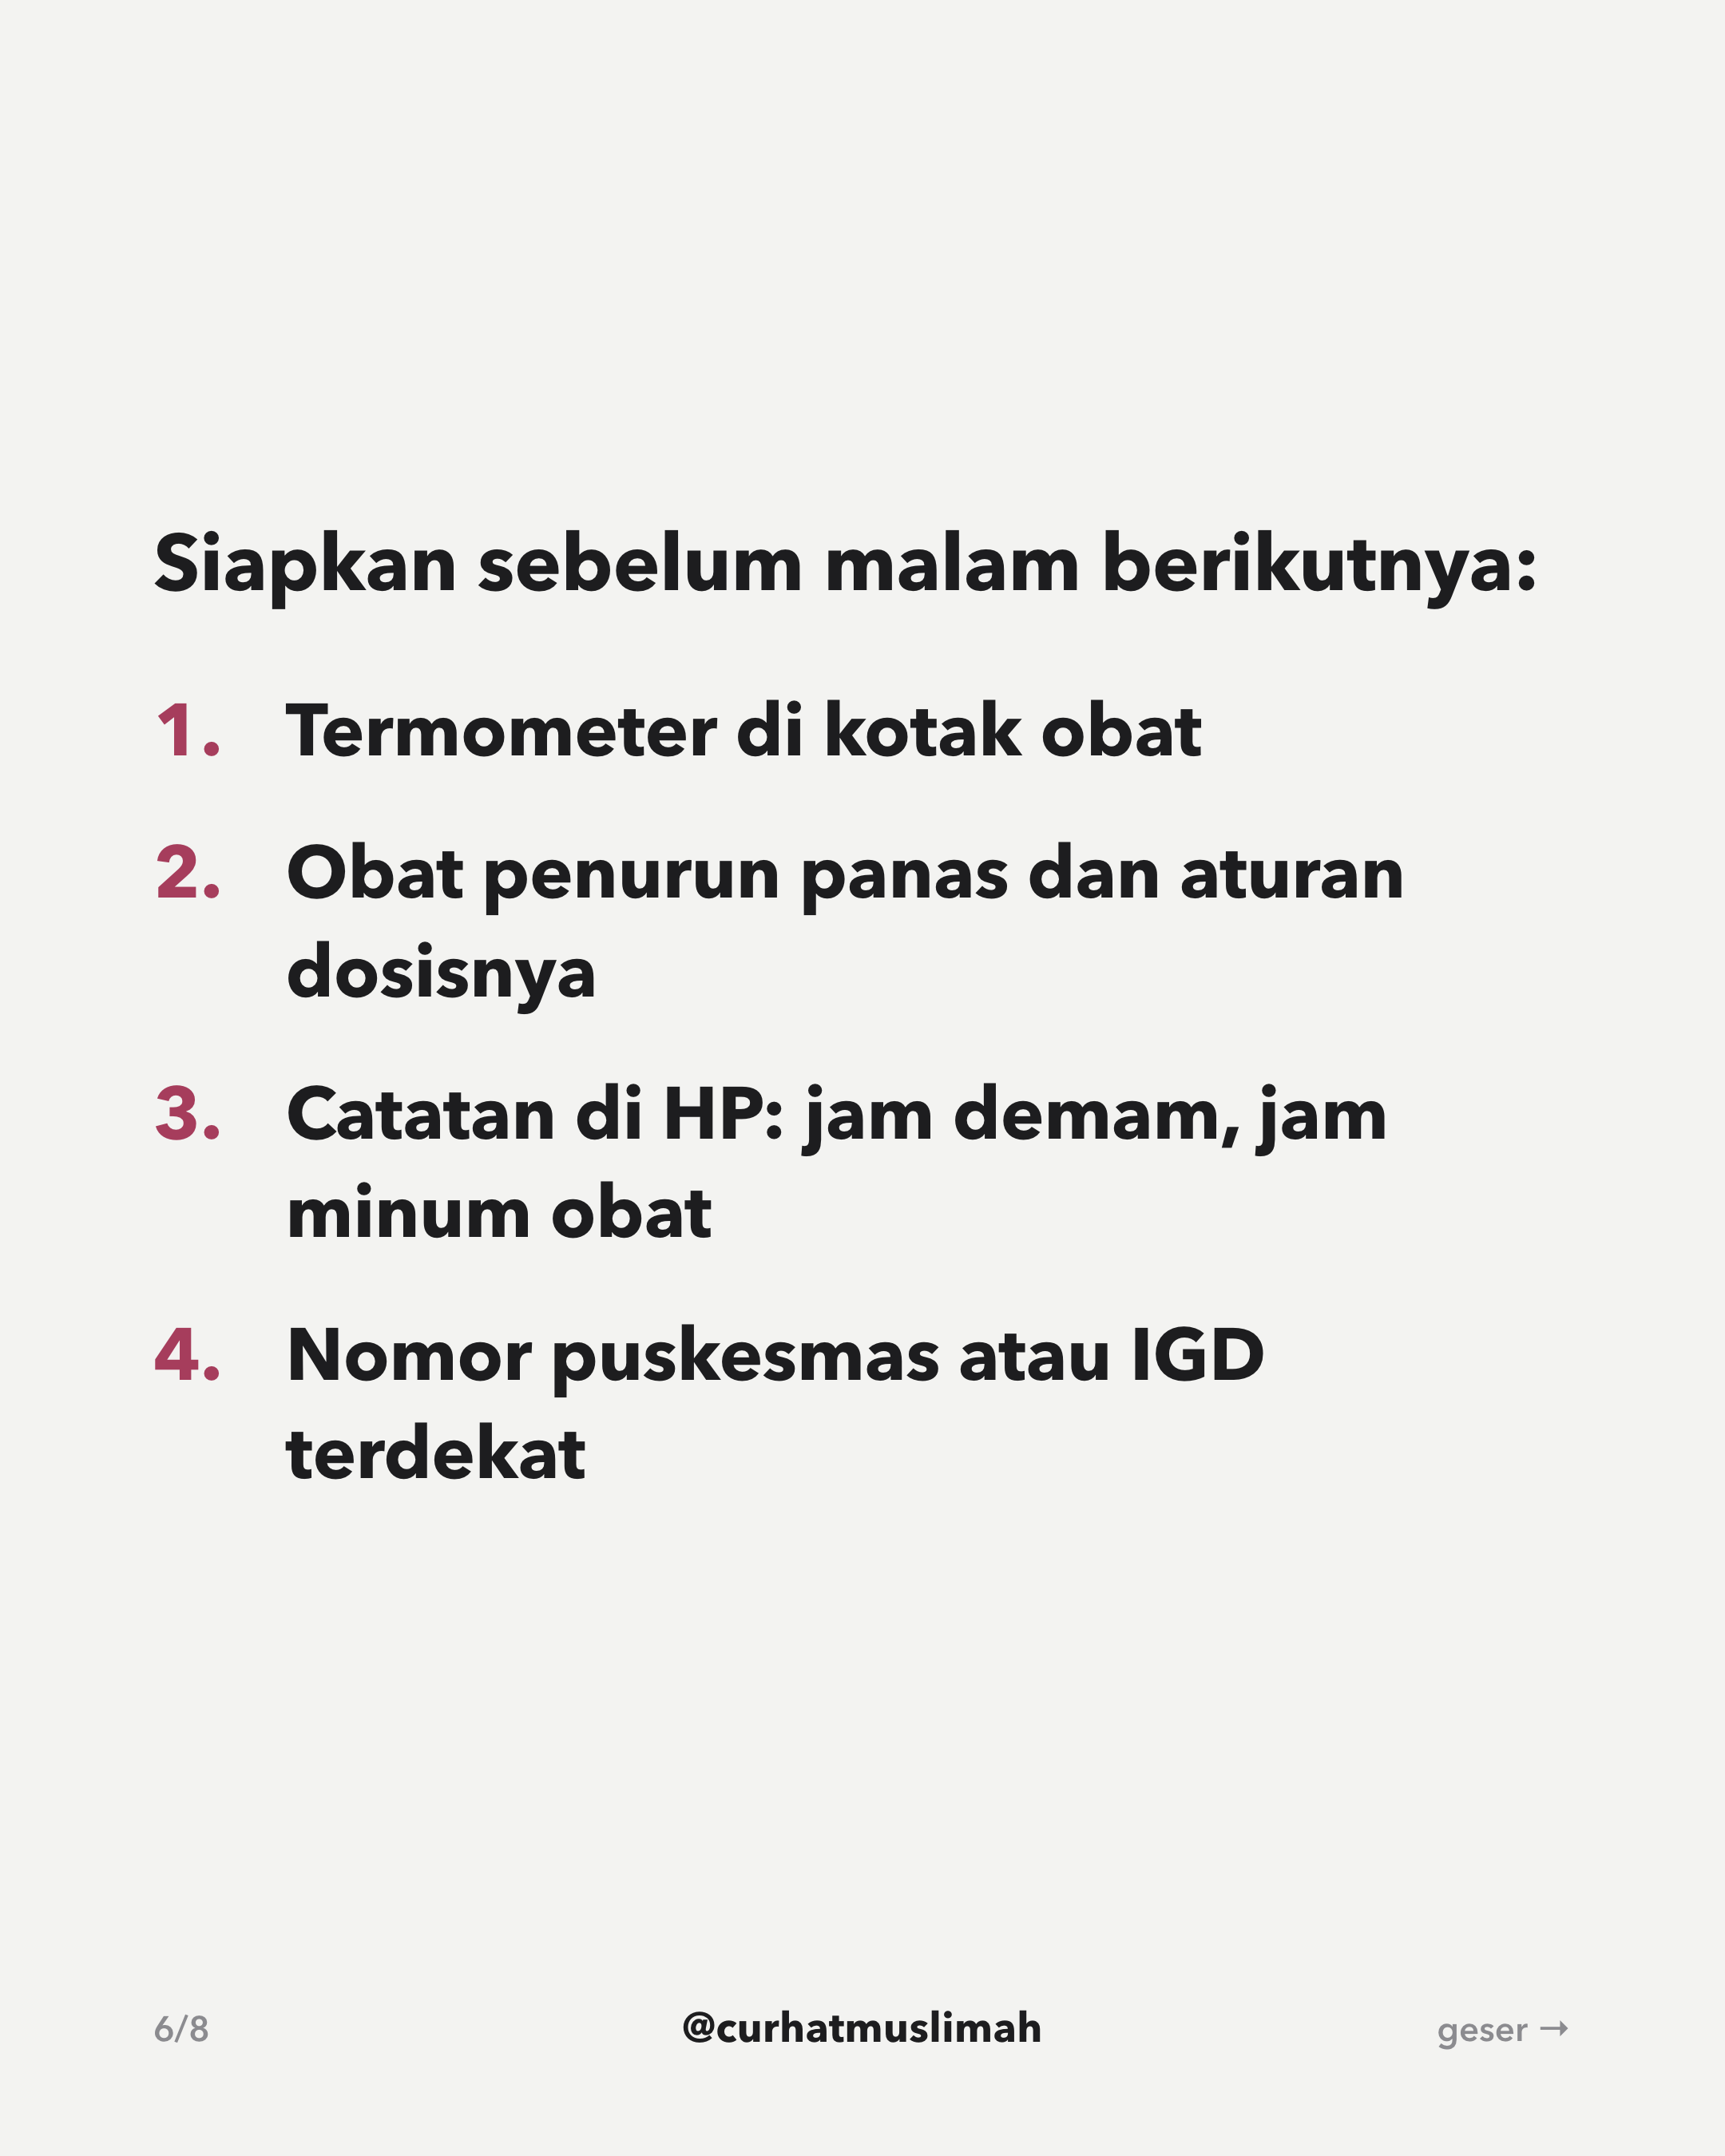 Siapkan sebelum malam berikutnya:
1. Termometer di kotak obat
2. Obat penurun panas dan aturan
dosisnya
3. Catatan di HP: jam demam, jam
minum obat
4. Nomor puskesmas atau IGD
terdekat
6/8
@curhatmuslimah
geser →